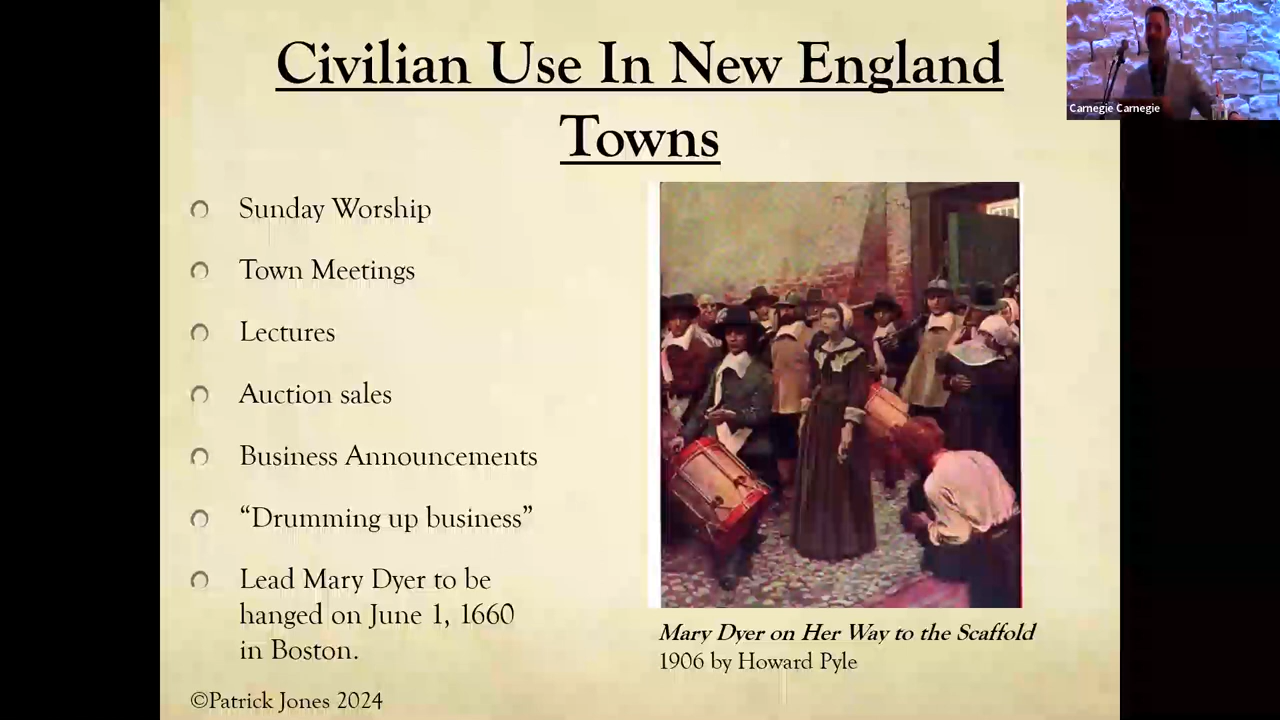 Civilian Use In New England
Towns
Carnegie Carnegie
Sunday Worship
Town Meetings
Lectures
Auction sales
Business Announcements
“Drumming up business”
Lead Mary Dyer to be
hanged on June 1, 1660
in Boston.
Mary Dyer on Her Way to the Scaffold
1906 by Howard Pyle
©Patrick Jones 2024